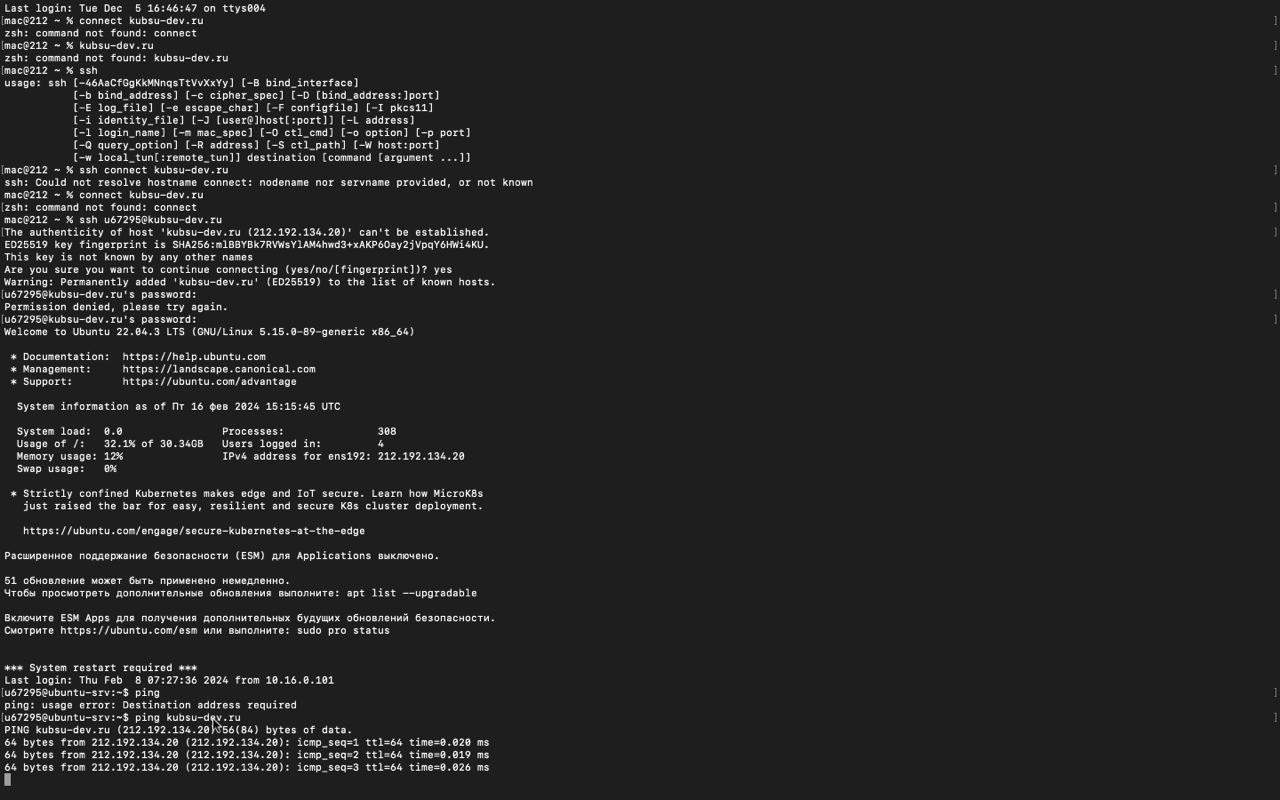 Last login: Tue Dec  5 16:46:47 on ttys004
[mac@212 ~ % connect kubsu-dev.ru ]
zsh: command not found: connect
[mac@212 ~ % kubsu-dev.ru ]
zsh: command not found: kubsu-dev.ru
[mac@212 ~ % ssh ]
usage: ssh [-46AaCfGgKkMNnqsTtVvXxYy] [-B bind_interface]
           [-b bind_address] [-c cipher_spec] [-D [bind_address:]port]
           [-E log_file] [-e escape_char] [-F configfile] [-I pkcs11]
           [-i identity_file] [-J [user@]host[:port]] [-L address]
           [-l login_name] [-m mac_spec] [-O ctl_cmd] [-o option] [-p port]
           [-Q query_option] [-R address] [-S ctl_path] [-W host:port]
           [-w local_tun[:remote_tun]] destination [command [argument ...]]
[mac@212 ~ % ssh connect kubsu-dev.ru ]
ssh: Could not resolve hostname connect: nodename nor servname provided, or not known
mac@212 ~ % connect kubsu-dev.ru
[zsh: command not found: connect ]
mac@212 ~ % ssh u67295@kubsu-dev.ru
[The authenticity of host 'kubsu-dev.ru (212.192.134.20)' can't be established. ]
ED25519 key fingerprint is SHA256:mlBBYBk7RVWsYlAM4hwd3+xAKP6Oay2jVpqY6HWi4KU.
This key is not known by any other names
Are you sure you want to continue connecting (yes/no/[fingerprint])? yes
Warning: Permanently added 'kubsu-dev.ru' (ED25519) to the list of known hosts.
[u67295@kubsu-dev.ru's password: ]
Permission denied, please try again.
[u67295@kubsu-dev.ru's password: ]
Welcome to Ubuntu 22.04.3 LTS (GNU/Linux 5.15.0-89-generic x86_64)

 * Documentation:  https://help.ubuntu.com
 * Management:     https://landscape.canonical.com
 * Support:        https://ubuntu.com/advantage

  System information as of Пт 16 фев 2024 15:15:45 UTC

  System load:  0.0                Processes:               308
  Usage of /:   32.1% of 30.34GB   Users logged in:         4
  Memory usage: 12%                IPv4 address for ens192: 212.192.134.20
  Swap usage:   0%

 * Strictly confined Kubernetes makes edge and IoT secure. Learn how MicroK8s
   just raised the bar for easy, resilient and secure K8s cluster deployment.

   https://ubuntu.com/engage/secure-kubernetes-at-the-edge

Расширенное поддержание безопасности (ESM) для Applications выключено.

51 обновление может быть применено немедленно.
Чтобы просмотреть дополнительные обновления выполните: apt list --upgradable

Включите ESM Apps для получения дополнительных будущих обновлений безопасности.
Смотрите https://ubuntu.com/esm или выполните: sudo pro status


*** System restart required ***
Last login: Thu Feb  8 07:27:36 2024 from 10.16.0.101
[u67295@ubuntu-srv:~$ ping ]
ping: usage error: Destination address required
[u67295@ubuntu-srv:~$ ping kubsu-dev.ru ]
PING kubsu-dev.ru (212.192.134.20) 56(84) bytes of data.
64 bytes from 212.192.134.20 (212.192.134.20): icmp_seq=1 ttl=64 time=0.020 ms
64 bytes from 212.192.134.20 (212.192.134.20): icmp_seq=2 ttl=64 time=0.019 ms
64 bytes from 212.192.134.20 (212.192.134.20): icmp_seq=3 ttl=64 time=0.026 ms